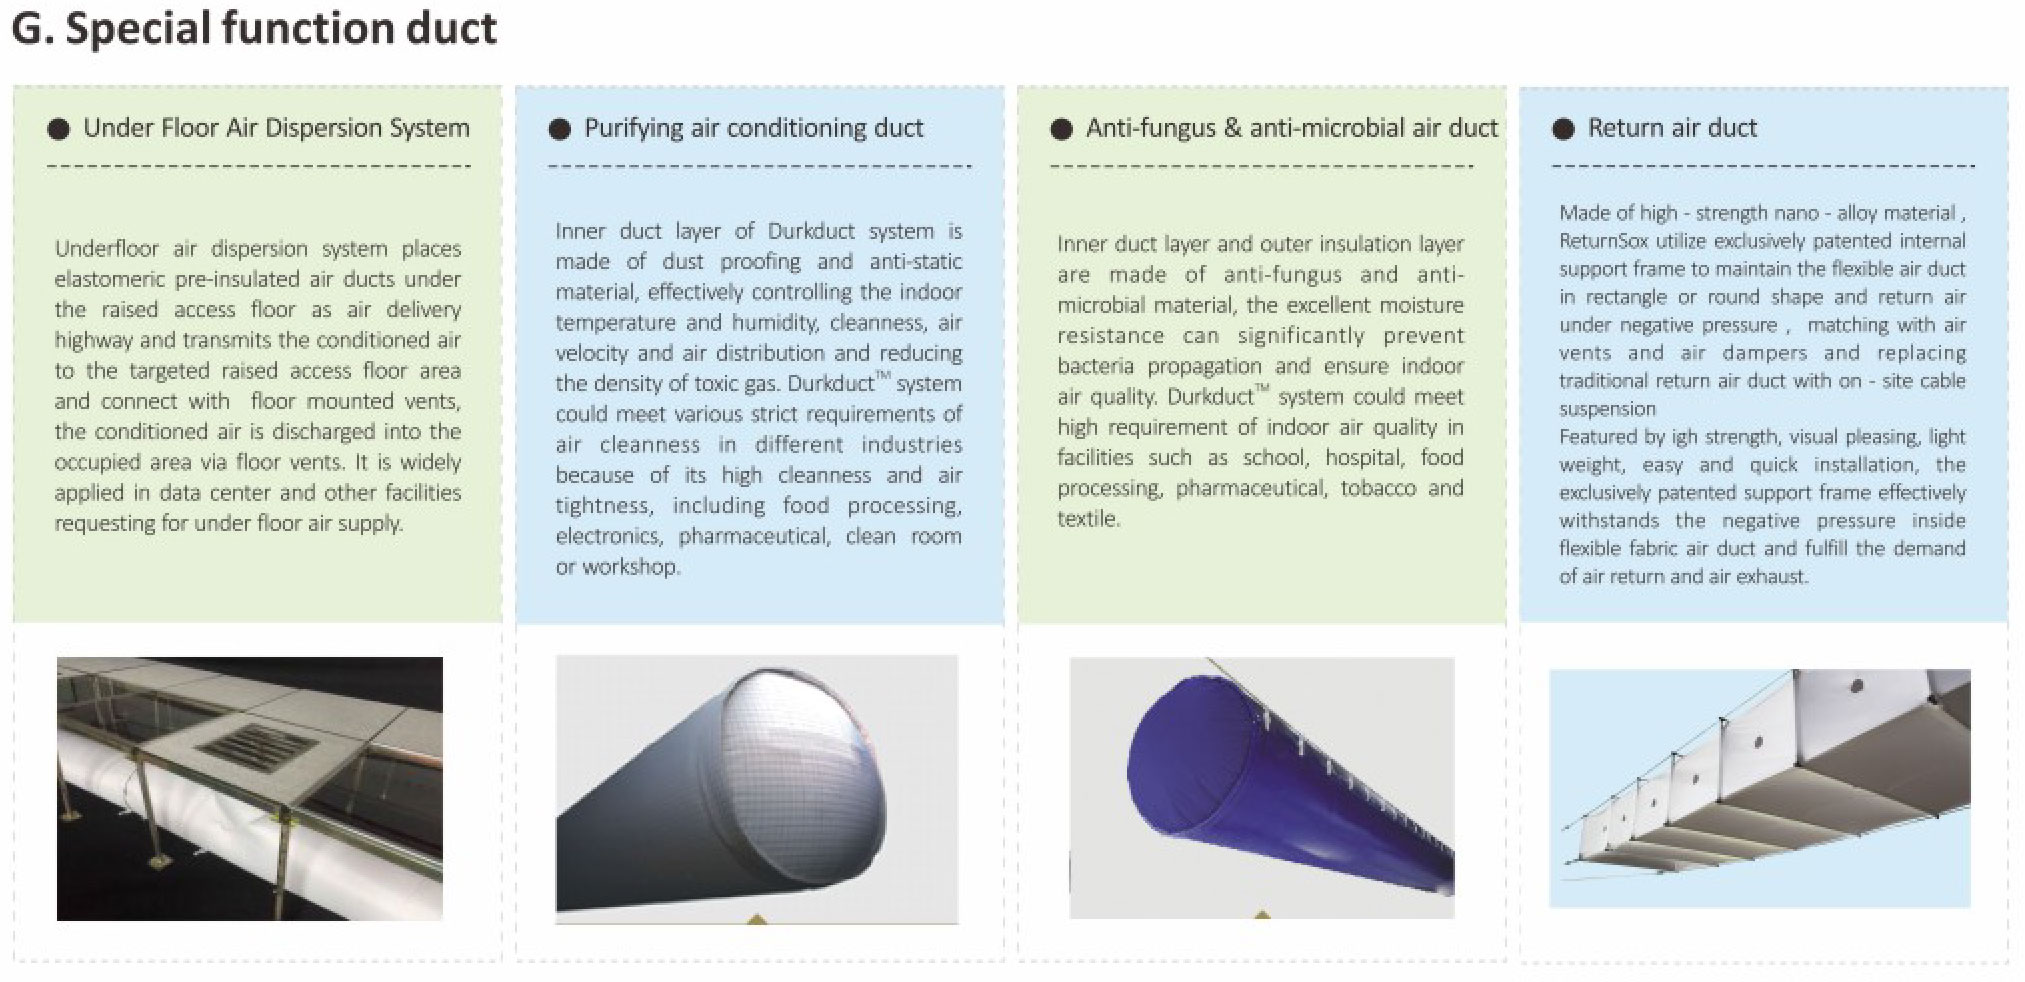 G. Special function duct
● Under Floor Air Dispersion System
Underfloor air dispersion system places
elastomeric pre-insulated air ducts under
the raised access floor as air delivery
highway and transmits the conditioned air
to the targeted raised access floor area
and connect with floor mounted vents,
the conditioned air is discharged into the
occupied area via floor vents. It is widely
applied in data center and other facilities
requesting for under floor air supply.
● Purifying air conditioning duct
Inner duct layer of Durkduct system is
made of dust proofing and anti-static
material, effectively controlling the indoor
temperature and humidity, cleanness, air
velocity and air distribution and reducing
the density of toxic gas. Durkduct™ system
could meet various strict requirements of
air cleanness in different industries
because of its high cleanness and air
tightness, including food processing,
electronics, pharmaceutical, clean room
or workshop.
● Anti-fungus & anti-microbial air duct
Inner duct layer and outer insulation layer
are made of anti-fungus and anti-
microbial material, the excellent moisture
resistance can significantly prevent
bacteria propagation and ensure indoor
air quality. Durkduct™ system could meet
high requirement of indoor air quality in
facilities such as school, hospital, food
processing, pharmaceutical, tobacco and
textile.
● Return air duct
Made of high - strength nano - alloy material ,
ReturnSox utilize exclusively patented internal
support frame to maintain the flexible air duct
in rectangle or round shape and return air
under negative pressure , matching with air
vents and air dampers and replacing
traditional return air duct with on - site cable
suspension
Featured by igh strength, visual pleasing, light
weight, easy and quick installation, the
exclusively patented support frame effectively
withstands the negative pressure inside
flexible fabric air duct and fulfill the demand
of air return and air exhaust.